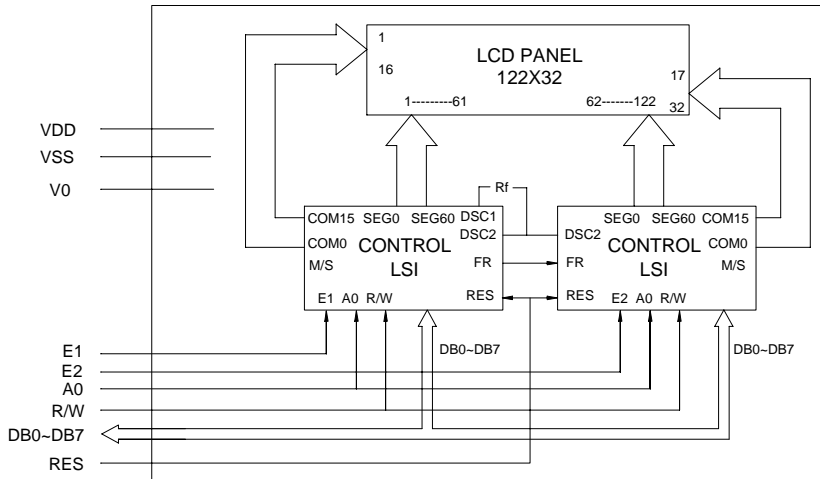 1
16
LCD PANEL
122X32
17
32
1---------61
62------122
VDD
VSS
V0
Rf
COM15 SEG0 SEG60 DSC1
DSC2
COM0
CONTROL
LSI
M/S
FR
RES
E1 A0 R/W
SEG0 SEG60 COM15
DSC2
COM0
CONTROL
LSI
M/S
FR
RES
E2 A0 R/W
DB0~DB7
DB0~DB7
E1
E2
A0
R/W
DB0~DB7
RES